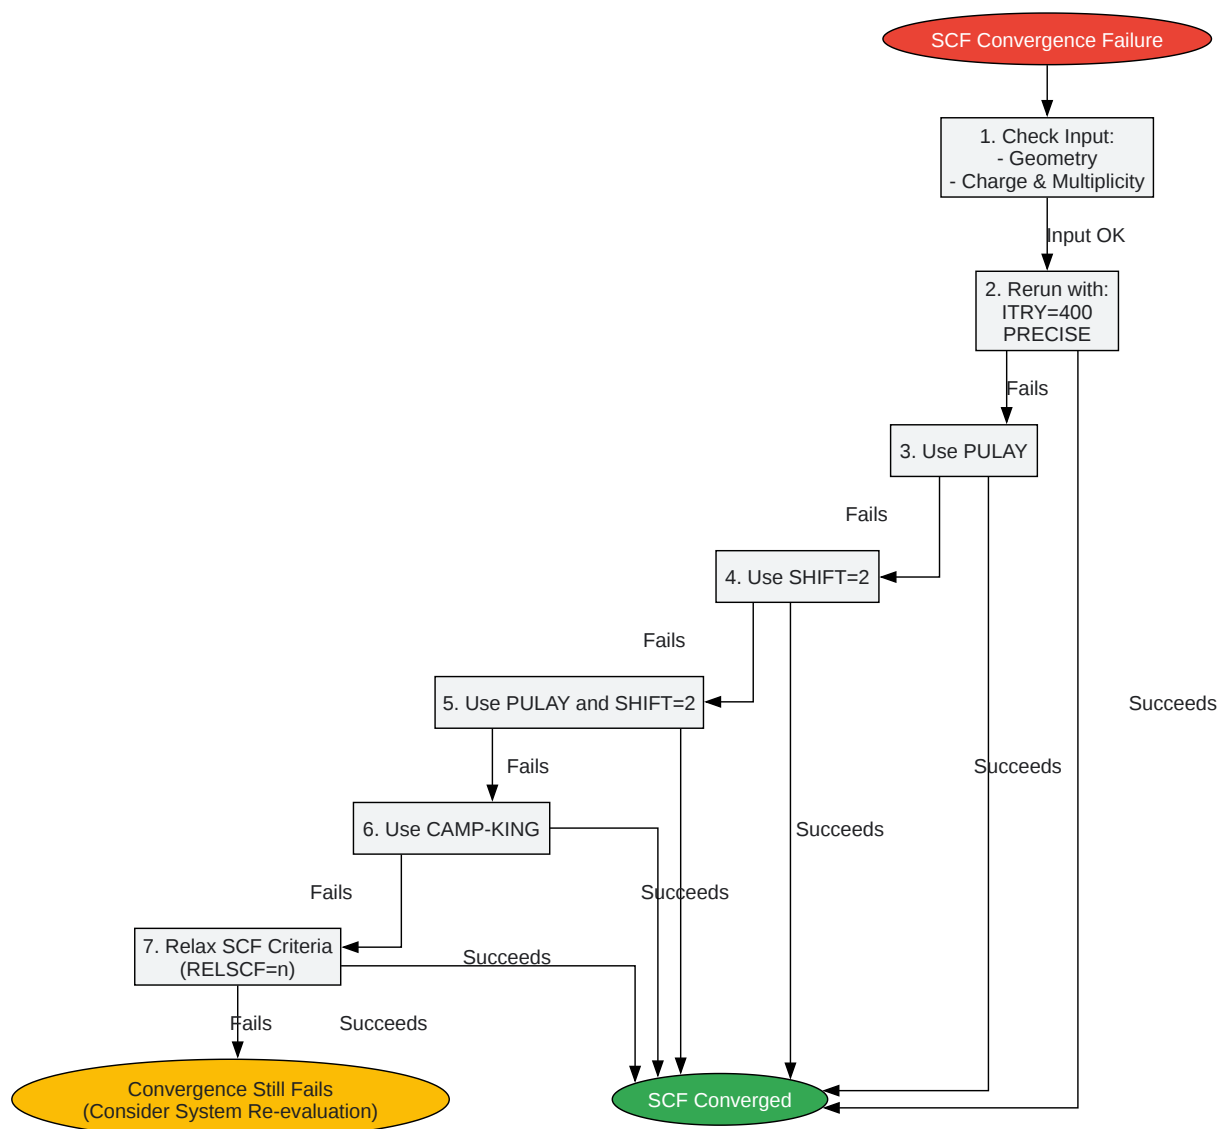 SCF Convergence Failure
1. Check Input:
- Geometry
- Charge & Multiplicity
Input OK
2. Rerun with:
ITRY=400
PRECISE
Fails
3. Use PULAY
Fails
4. Use SHIFT=2
Fails
5. Use PULAY and SHIFT=2
Succeeds
Fails
Succeeds
6. Use CAMP-KING
Succeeds
Fails
Succeeds
7. Relax SCF Criteria
(RELSCF=n)
Succeeds
Fails
Succeeds
Convergence Still Fails
(Consider System Re-evaluation)
SCF Converged